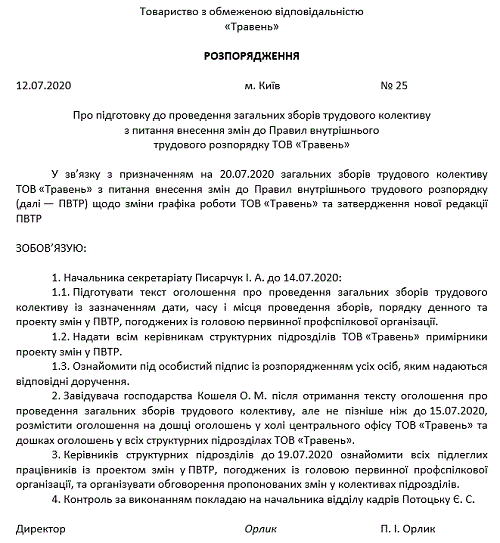 Товариство з обмеженою відповідальністю
«Травень»
РОЗПОРЯДЖЕННЯ
12.07.2020 м. Київ № 25
Про підготовку до проведення загальних зборів трудового колективу
з питання внесення змін до Правил внутрішнього
трудового розпорядку ТОВ «Травень»
У зв’язку з призначенням на 20.07.2020 загальних зборів трудового колективу
ТОВ «Травень» з питання внесення змін до Правил внутрішнього трудового розпорядку
(далі — ПВТР) щодо зміни графіка роботи ТОВ «Травень» та затвердження нової редакції
ПВТР
ЗОБОВ’ЯЗУЮ:
1. Начальника секретаріату Писарчук І. А. до 14.07.2020:
1.1. Підготувати текст оголошення про проведення загальних зборів трудового
колективу із зазначенням дати, часу і місця проведення зборів, порядку денного та
проекту змін у ПВТР, погоджених із головою первинної профспілкової організації.
1.2. Надати всім керівникам структурних підрозділів ТОВ «Травень» примірники
проекту змін у ПВТР.
1.3. Ознайомити під особистий підпис із розпорядженням усіх осіб, яким надаються
відповідні доручення.
2. Завідувача господарства Кошеля О. М. після отримання тексту оголошення про
проведення загальних зборів трудового колективу, але не пізніше ніж до 15.07.2020,
розмістити оголошення на дошці оголошень у холі центрального офісу ТОВ «Травень» та
дошках оголошень у всіх структурних підрозділах ТОВ «Травень».
3. Керівників структурних підрозділів до 19.07.2020 ознайомити всіх підлеглих
працівників із проектом змін у ПВТР, погоджених із головою первинної профспілкової
організації, та організувати обговорення пропонованих змін у колективах підрозділів.
4. Контроль за виконанням покладаю на начальника відділу кадрів Потоцьку Є. С.
Директор Орлик П. І. Орлик